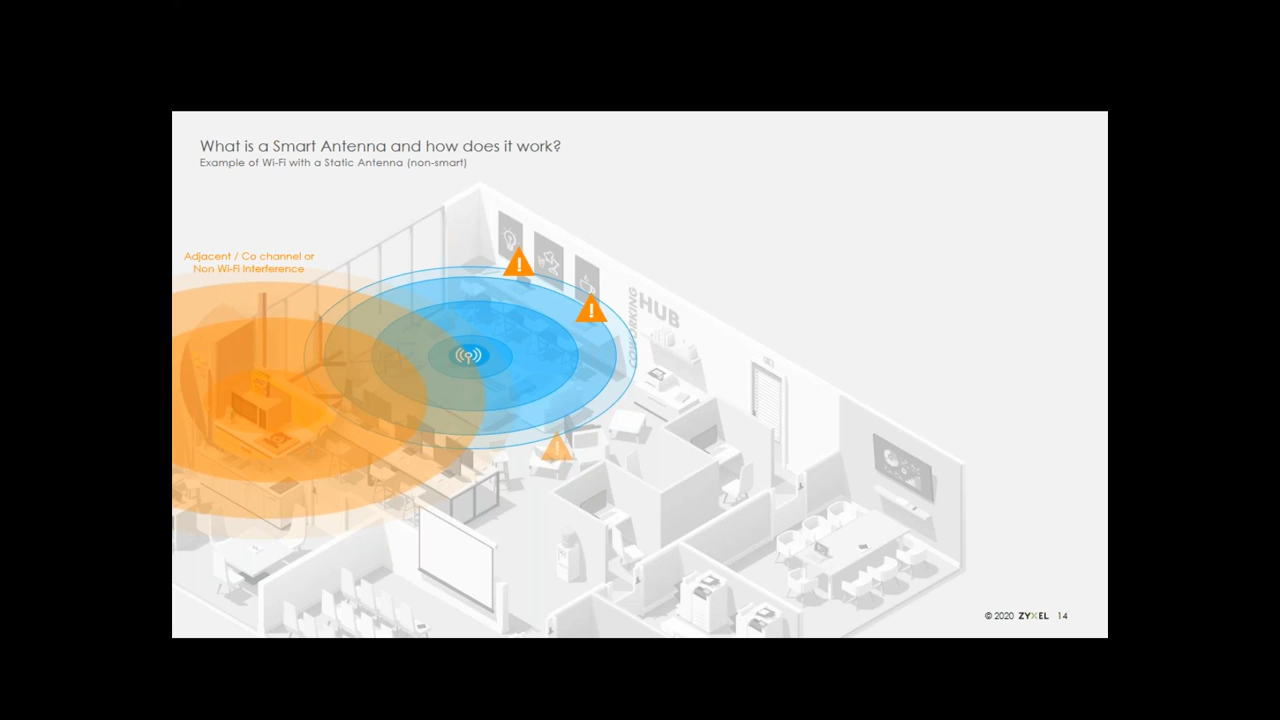 What is a Smart Antenna and how does it work?
Example of Wi-Fi with a Static Antenna (non-smart)
Adjacent / Co channel or
Non Wi-Fi Interference
COWORKING
HUB
© 2020 ZYXEL 14